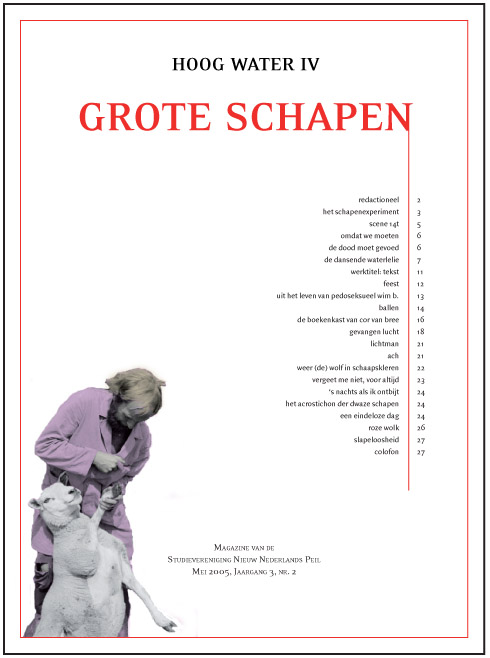 HOOG WATER IV
GROTE SCHAPEN
redactioneel 2
het schapenexperiment 3
scene 14t 5
omdat we moeten 6
de dood moet gevoed 6
de dansende waterlelie 7
werktitel: tekst 11
feest 12
uit het leven van pedoseksueel wim b. 13
ballen 14
de boekenkast van cor van bree 16
gevangen lucht 18
lichtman 21
ach 21
weer (de) wolf in schaapskleren 22
vergeet me niet, voor altijd 23
's nachts als ik ontbijt 24
het acrostichon der dwaze schapen 24
een eindeloze dag 24
roze wolk 26
slapeloosheid 27
colofon 27
Magazine van de
Studievereniging Nieuw Nederlands Peil
Mei 2005, Jaargang 3, nr. 2